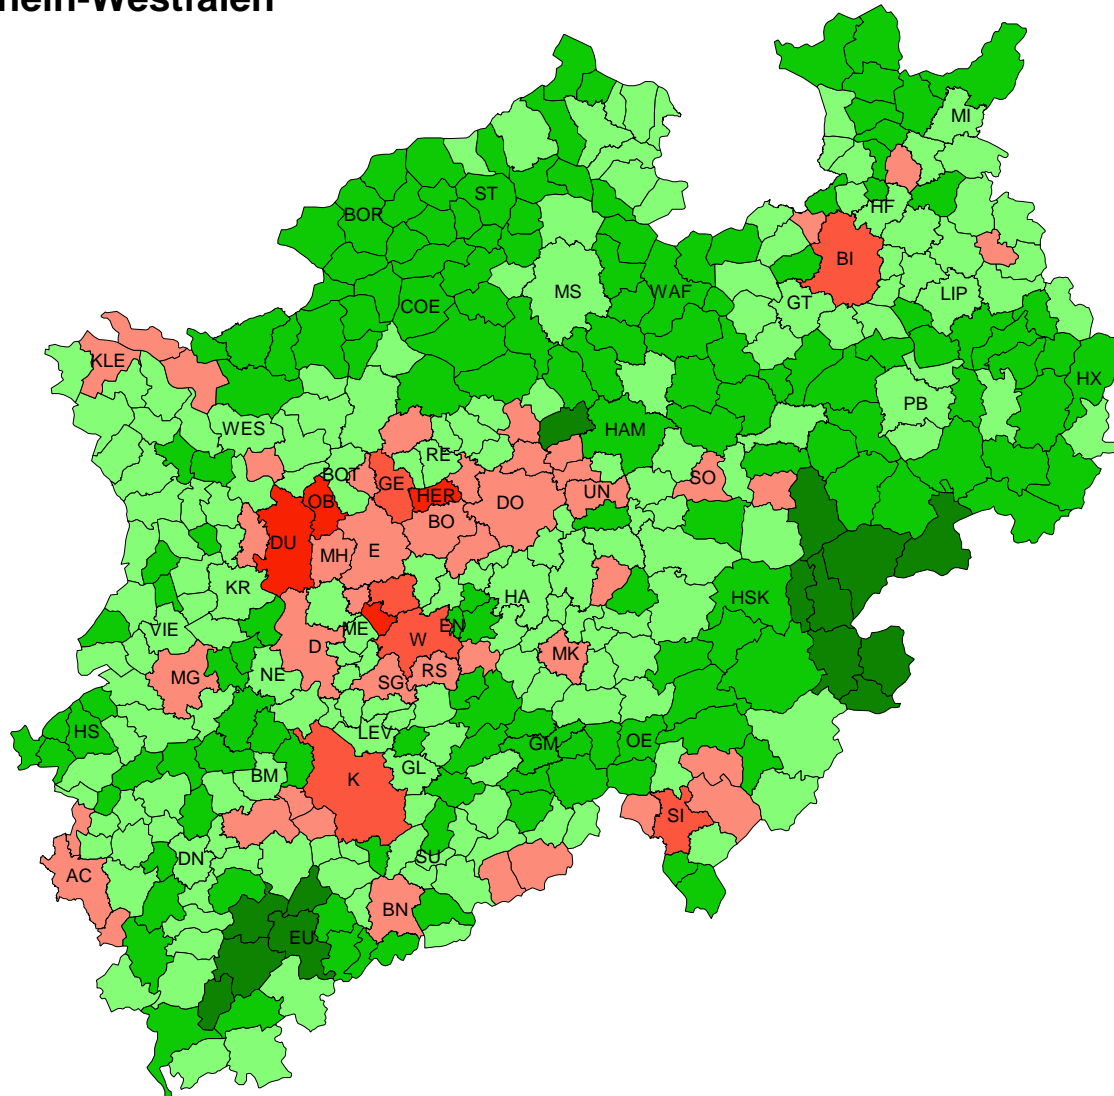 hein-Westfalen
MI
ST
HF
BOR
BI
MS
WAF
LIP
GT
COE
KLE
HX
PB
WES
HAM
RE
BOT
GE
SO
HER
UN
OB
DO
BO
DU
MH
E
KR
HA
HSK
VIE
ME
EN
W
D
MK
RS
MG
NE
SG
HS
LEV
GM
OE
GL
BM
K
SI
SU
DN
AC
BN
EU